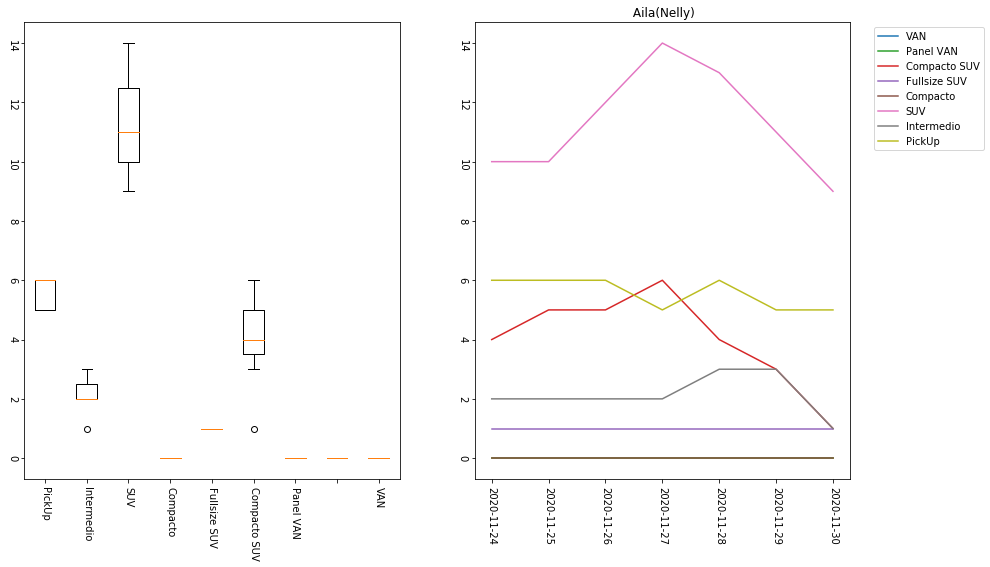 14
12
10
8
6
4
2
0
PickUp
Intermedio
SUV
Compacto
Fullsize SUV
Compacto SUV
Panel VAN
VAN
Aila(Nelly)
14
12
10
8
6
4
2
0
2020-11-24
2020-11-25
2020-11-26
2020-11-27
2020-11-28
2020-11-29
2020-11-30
VAN
Panel VAN
Compacto SUV
Fullsize SUV
Compacto
SUV
Intermedio
PickUp